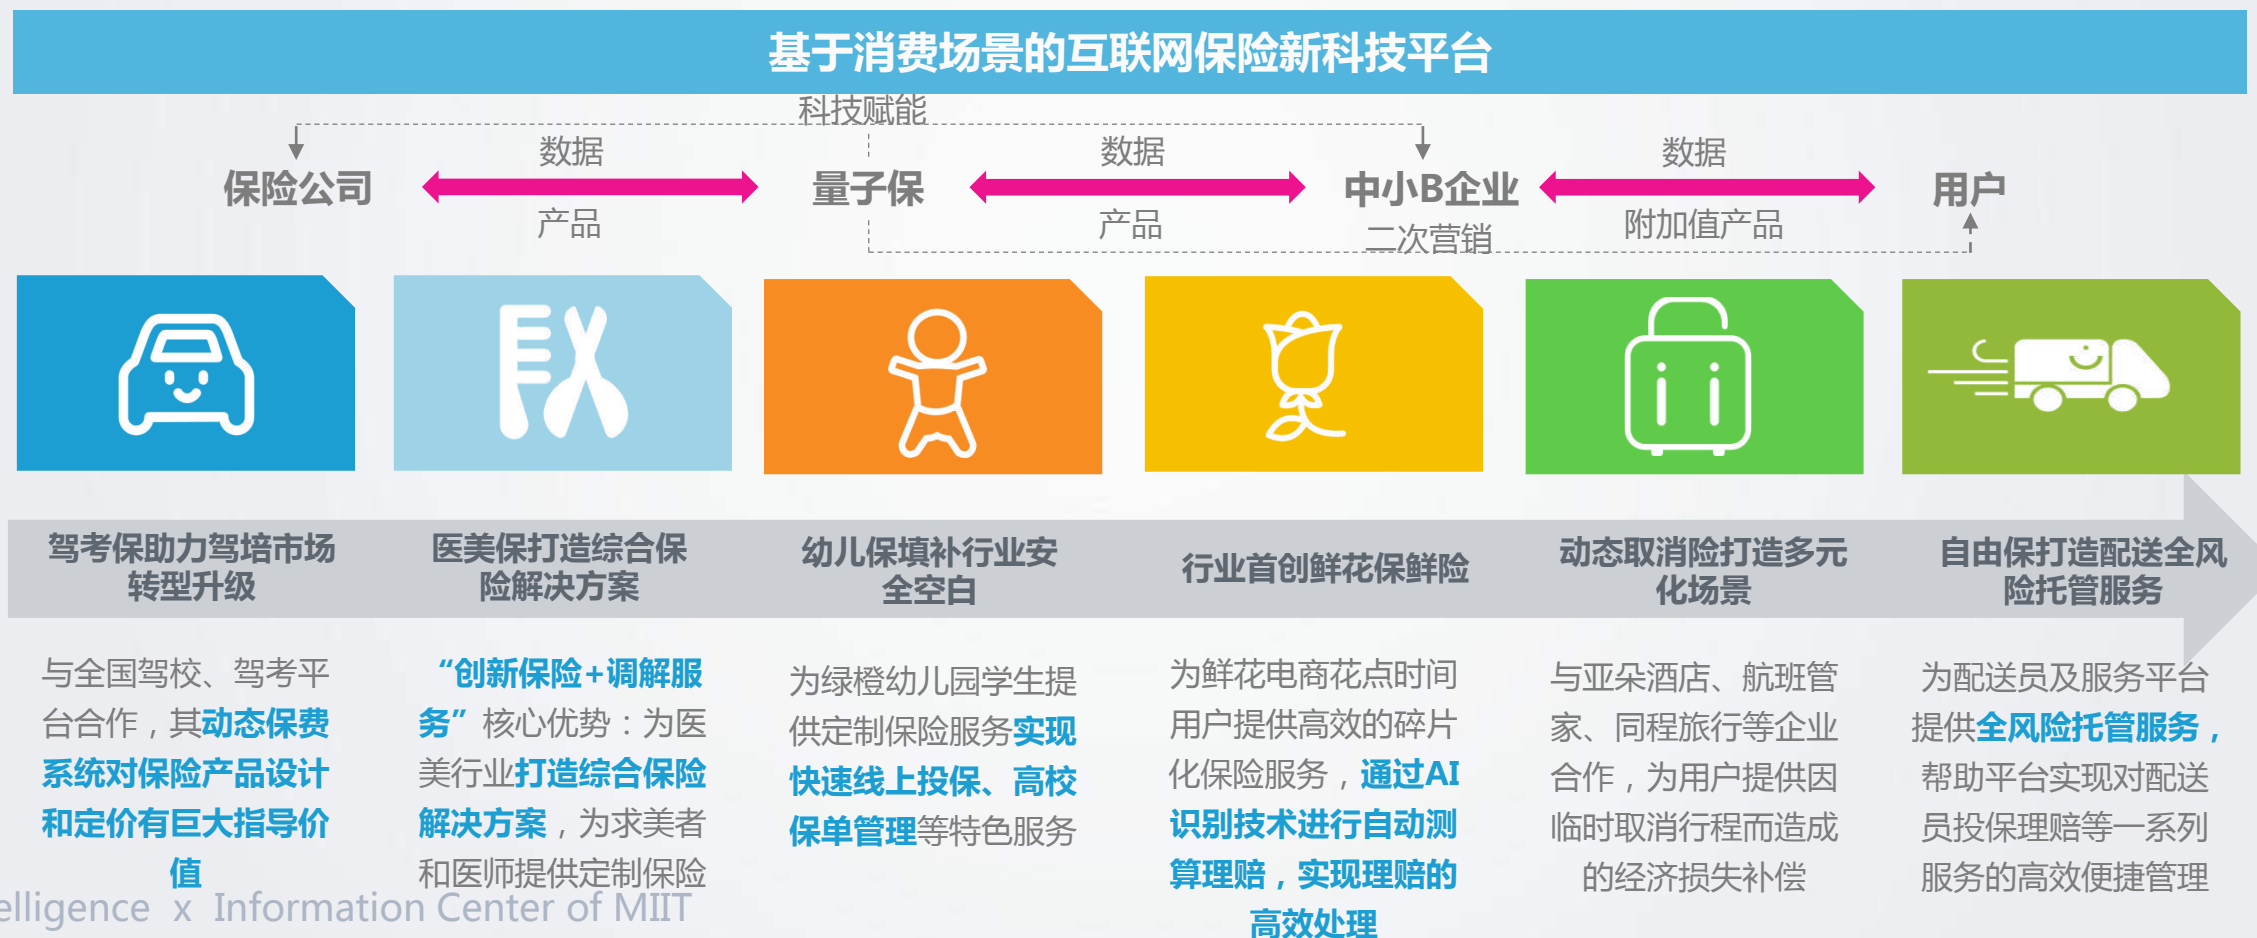 基于消费场景的互联网保险新科技平台
科技赋能
数据
数据
数据
保险公司
量子保
中小B企业
用户
产品
产品
附加值产品
二次营销
驾考保助力驾培市场
转型升级
医美保打造综合保
险解决方案
幼儿保填补行业安
全空白
行业首创鲜花保鲜险
动态取消险打造多元
化场景
自由保打造配送全风
险托管服务
与全国驾校、驾考平
台合作，其动态保费
系统对保险产品设计
和定价有巨大指导价
值
“创新保险+调解服
务”核心优势：为医
美行业打造综合保险
解决方案，为求美者
和医师提供定制保险
为绿橙幼儿园学生提
供定制保险服务实现
快速线上投保、高校
保单管理等特色服务
为鲜花电商花点时间
用户提供高效的碎片
化保险服务，通过AI
识别技术进行自动测
算理赔，实现理赔的
高效处理
与亚朵酒店、航班管
家、同程旅行等企业
合作，为用户提供因
临时取消行程而造成
的经济损失补偿
为配送员及服务平台
提供全风险托管服务，
帮助平台实现对配送
员投保理赔等一系列
服务的高效便捷管理
elligence x Information Center of MIIT